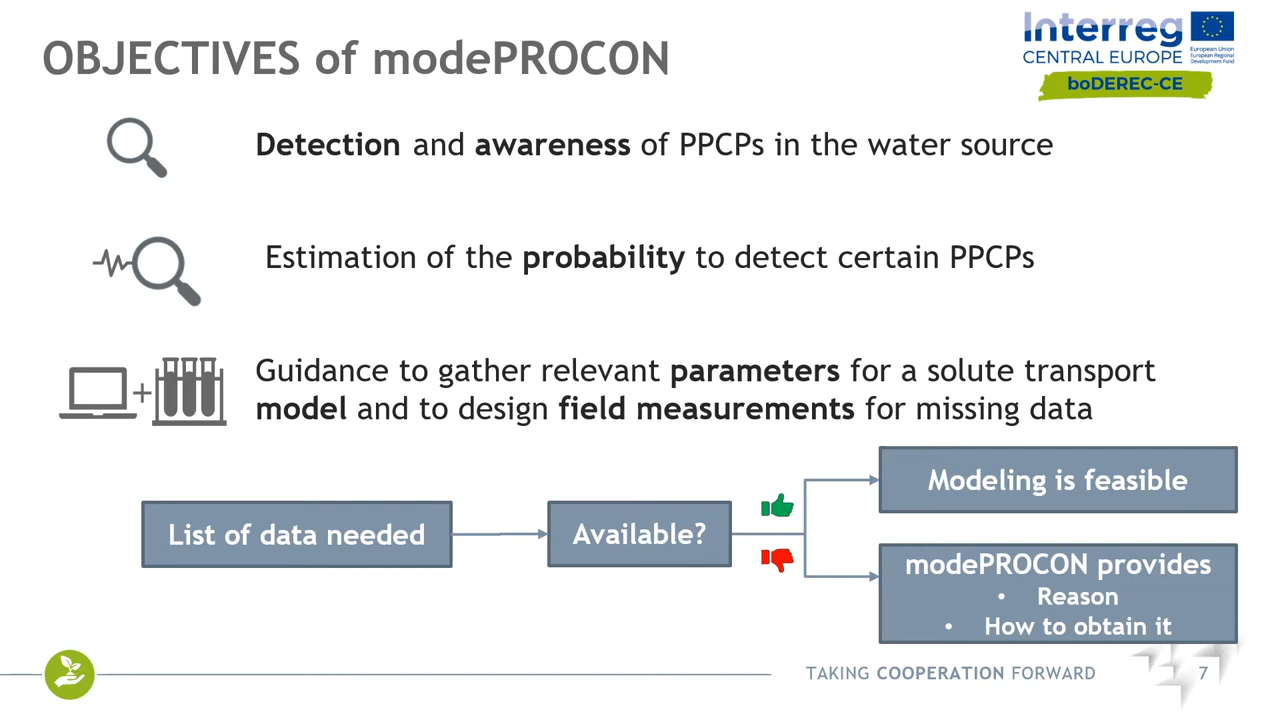 OBJECTIVES of modePROCON
Interreg
CENTRAL EUROPE
European Union
European Regional
Development Fund
boDEREC-CE
Detection and awareness of PPCPs in the water source
Estimation of the probability to detect certain PPCPs
+
Guidance to gather relevant parameters for a solute transport
model and to design field measurements for missing data
List of data needed
Available?
Modeling is feasible
modePROCON provides
• Reason
• How to obtain it
TAKING COOPERATION FORWARD
7